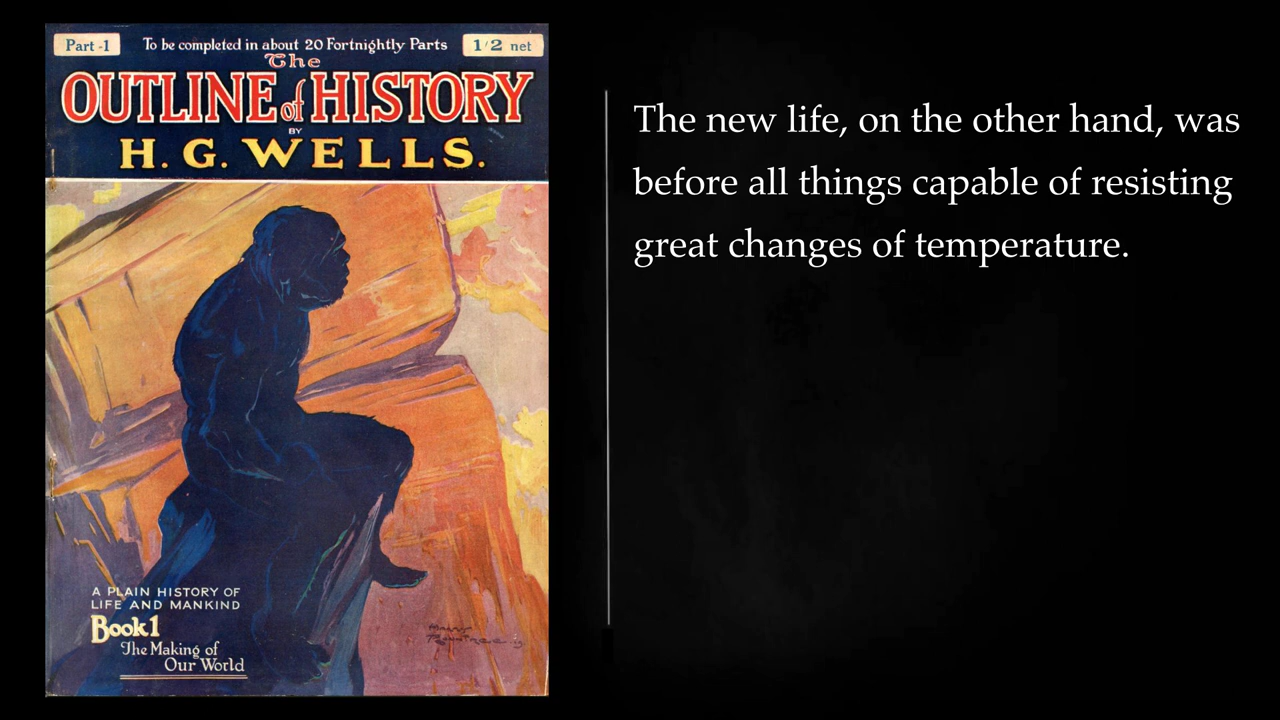 Part -1
To be completed in about 20 Fortnightly Parts
1/2 net
The
OUTLINE of HISTORY
BY
H. G. WELLS.
A PLAIN HISTORY OF
LIFE AND MANKIND
Book 1
The Making of
Our World
The new life, on the other hand, was
before all things capable of resisting
great changes of temperature.